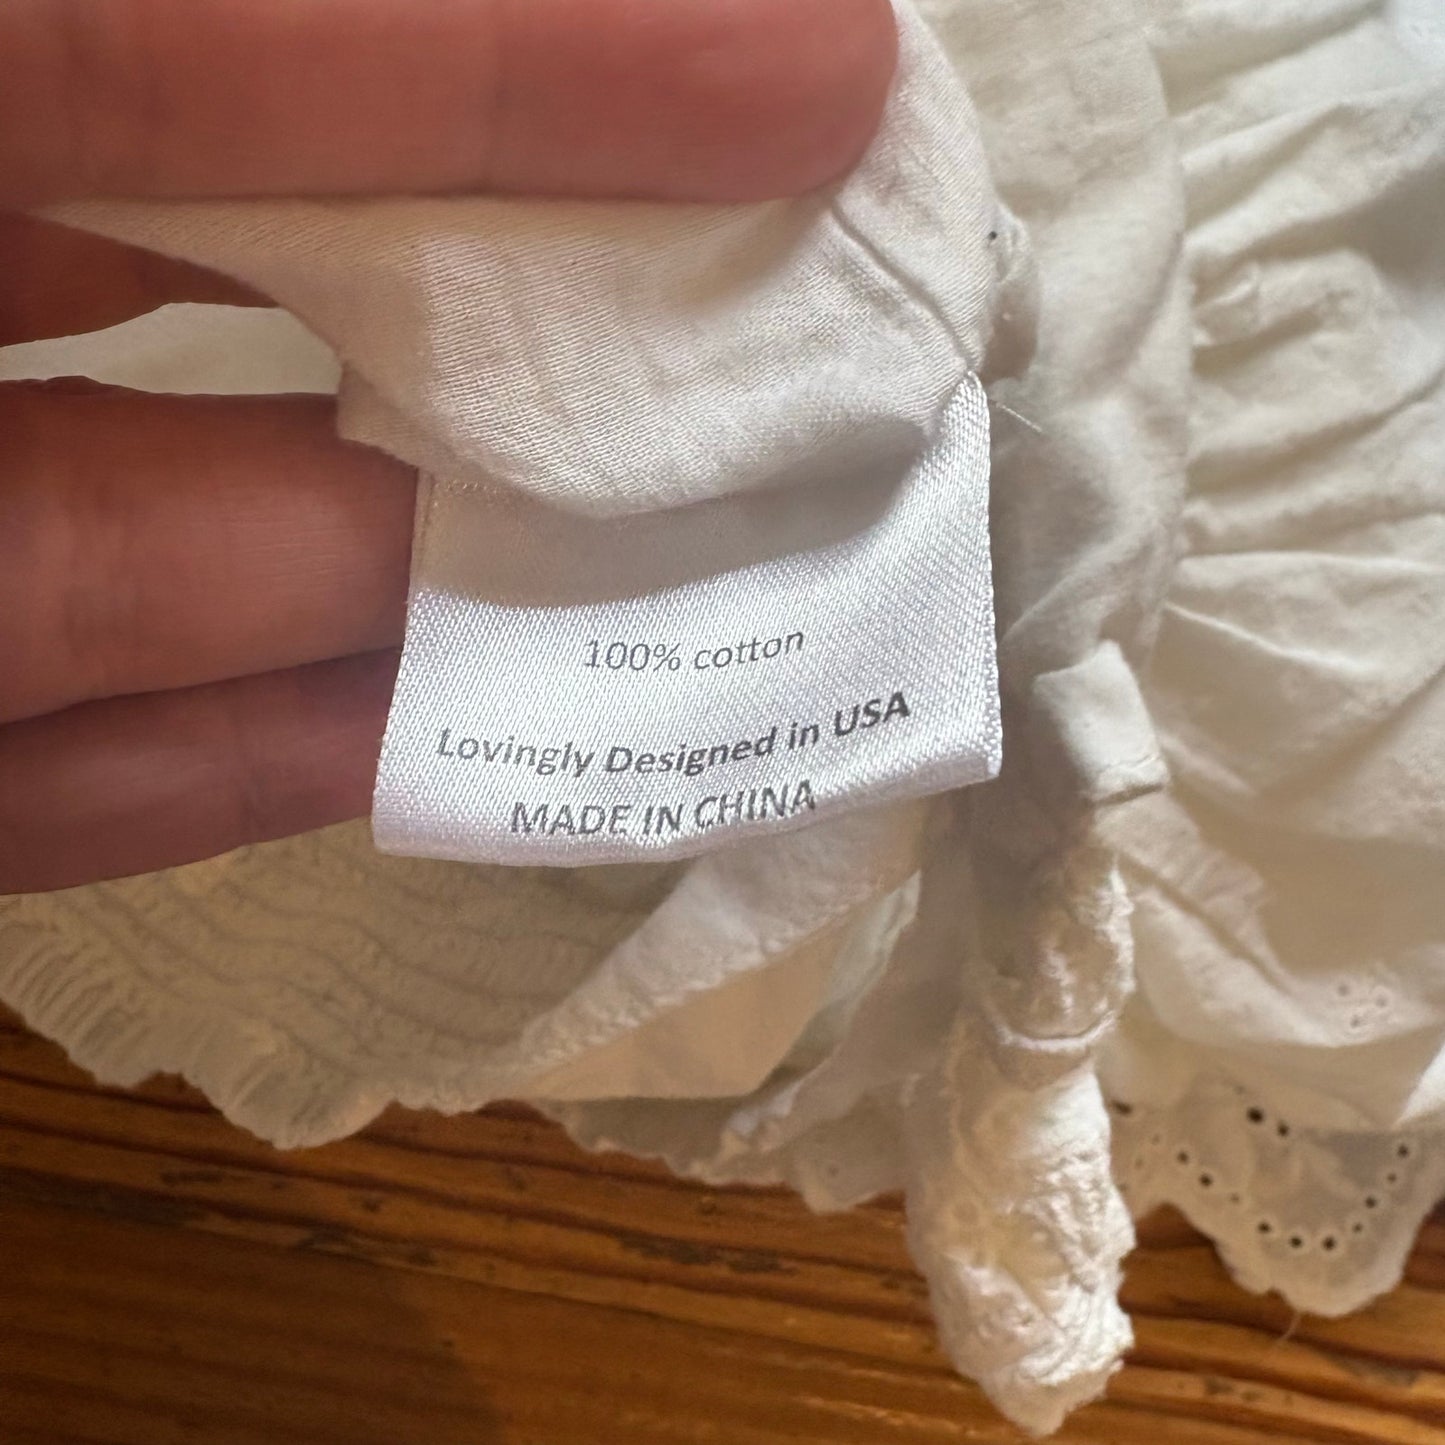 100% cotton
Lovingly Designed in USA
MADE IN CHINA